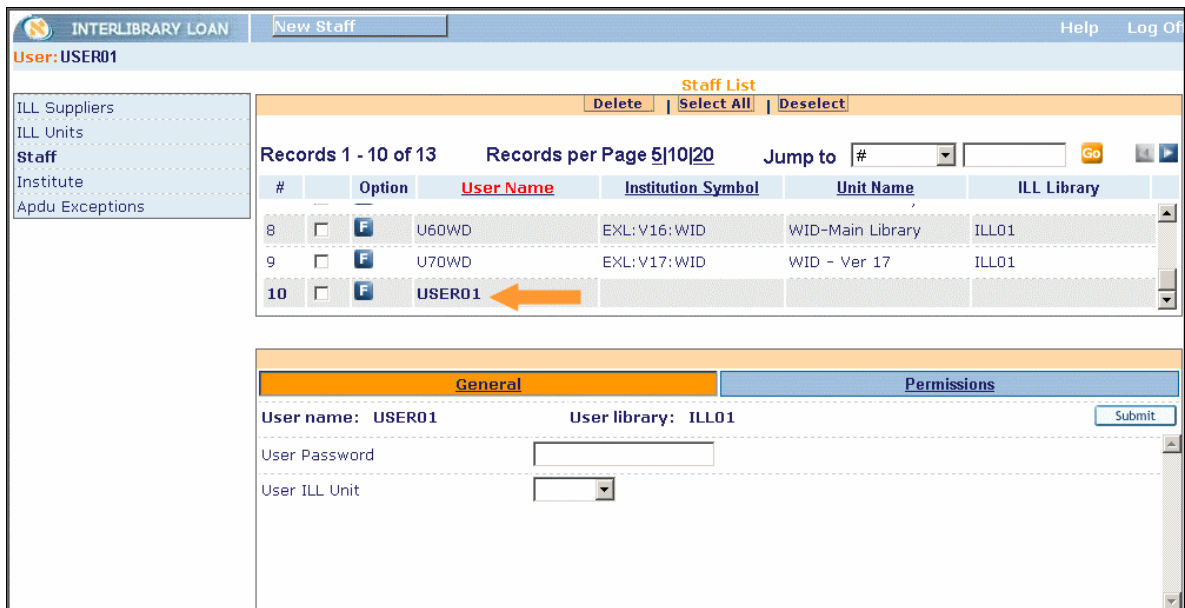 INTERLIBRARY LOAN New Staff Help Log Of
User: USER01
Staff List
Delete | Select All | Deselect
ILL Suppliers
ILL Units
Staff
Institute
Apdu Exceptions
Records 1 - 10 of 13 Records per Page 5|10|20 Jump to # Go
# Option User Name Institution Symbol Unit Name ILL Library
8 F U60WD EXL:V16:WID WID-Main Library ILL01
9 F U70WD EXL:V17:WID WID - Ver 17 ILL01
10 F USER01
General Permissions
User name: USER01 User library: ILL01 Submit
User Password
User ILL Unit